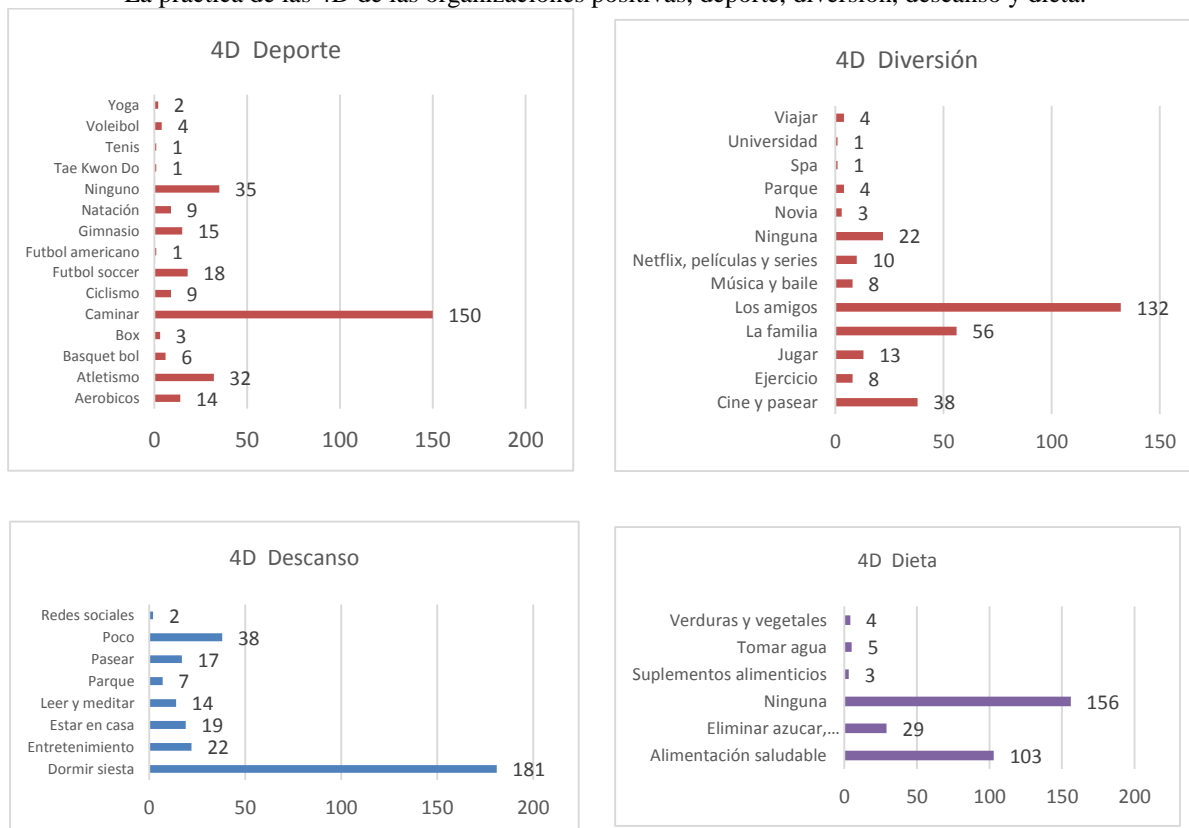 La práctica de las 4D de las organizaciones positivas, deporte, diversión, descanso y dieta.
4D Deporte
Yoga 2
Voleibol 4
Tenis 1
Tae Kwon Do 1
Ninguno 35
Natación 9
Gimnasio 15
Futbol americano 1
Futbol soccer 18
Ciclismo 9
Caminar 150
Box 3
Basquet bol 6
Atletismo 32
Aerobicos 14
0 50 100 150 200
4D Diversión
Viajar 4
Universidad 1
Spa 1
Parque 4
Novia 3
Ninguna 22
Netflix, películas y series 10
Música y baile 8
Los amigos 132
La familia 56
Jugar 13
Ejercicio 8
Cine y pasear 38
0 50 100 150
4D Descanso
Redes sociales 2
Poco 38
Pasear 17
Parque 7
Leer y meditar 14
Estar en casa 19
Entretenimiento 22
Dormir siesta 181
0 50 100 150 200
4D Dieta
Verduras y vegetales 4
Tomar agua 5
Suplementos alimenticios 3
Ninguna 156
Eliminar azucar,... 29
Alimentación saludable 103
0 50 100 150 200